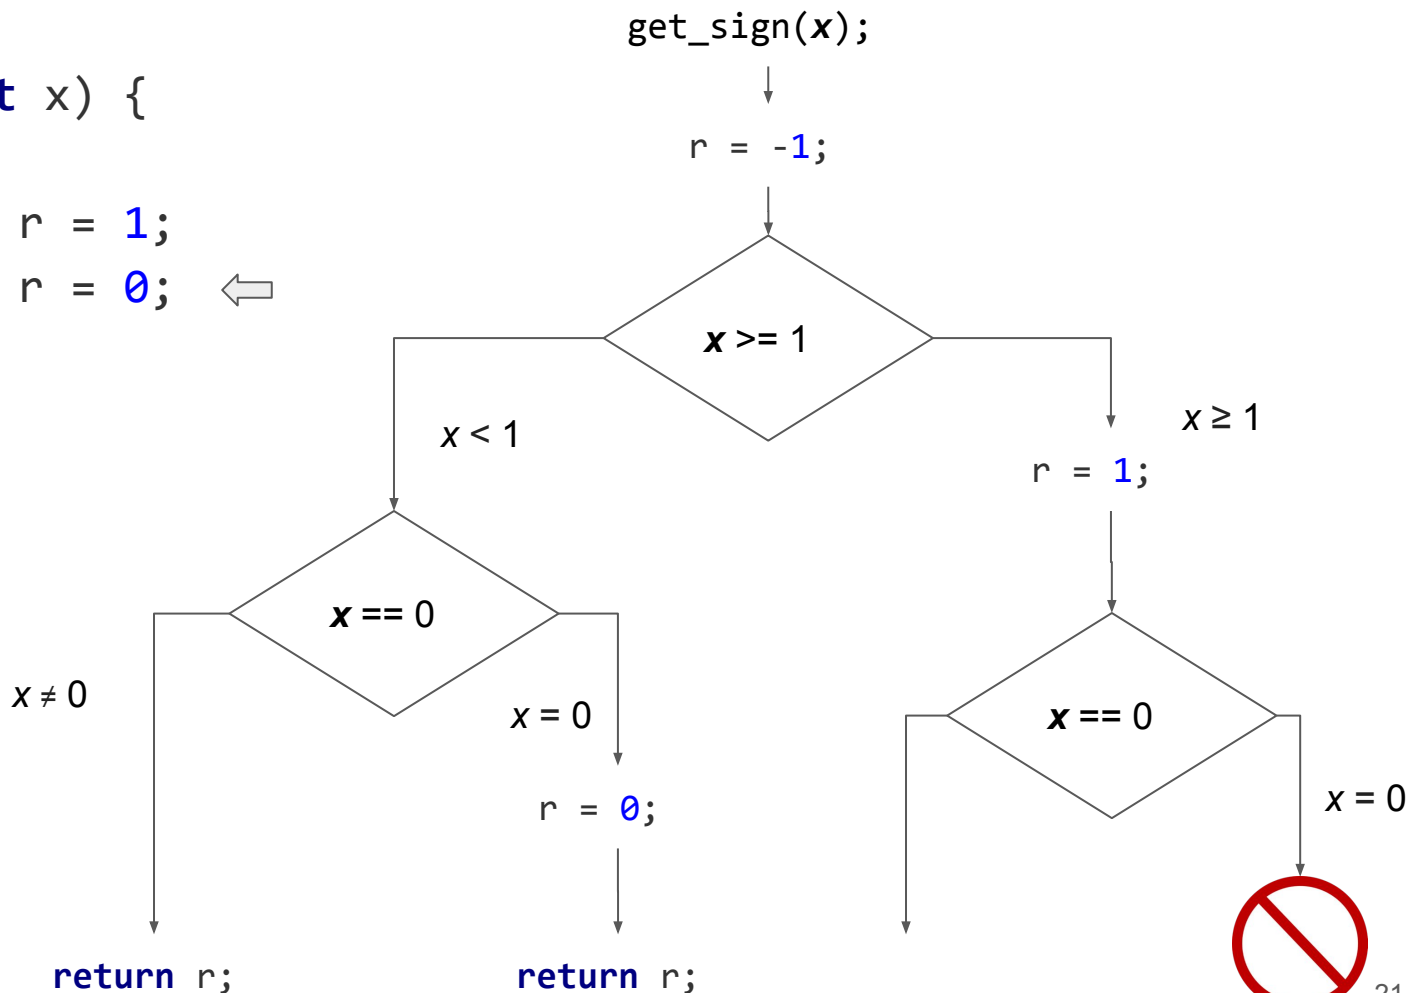 get_sign(x);
t x) {
r = -1;
r = 1;
r = 0;
x >= 1
x < 1
x ≥ 1
r = 1;
x == 0
x ≠ 0
x = 0
x == 0
r = 0;
x = 0
return r;
return r;